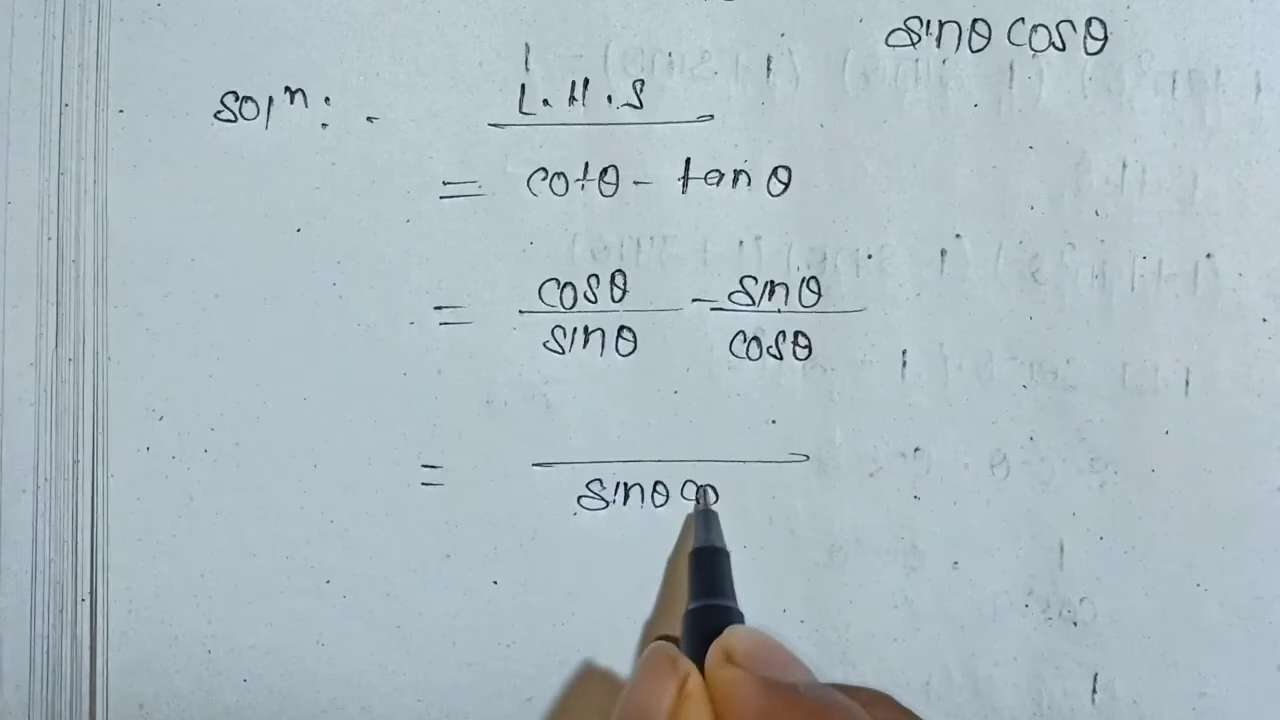 sinθ cosθ
Solⁿ:- L.H.S
= cotθ - tanθ
= cosθ/sinθ - sinθ/cosθ
= /sinθ co